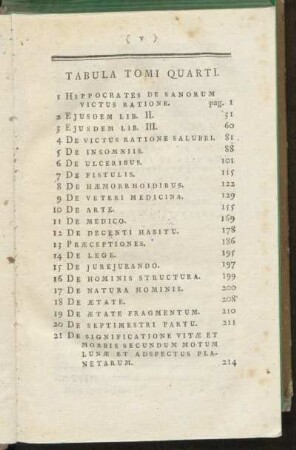 ( v )
TABULA TOMI QUARTI.
1 HIPPOCRATES DE SANORUM
VICTUS RATIONE. pag. 1
2 EJUSDEM LIB. II. 51
3 EJUSDEM LIB. III. 60
4 DE VICTUS RATIONE SALUBRI. 81
5 DE INSOMNIIS. 88
6 DE ULCERIBUS. 101
7 DE FISTULIS. 115
8 DE HÆMORRHOIDIBUS. 122
9 DE VETERI MEDICINA. 129
10 DE ARTE. 155
11 DE MEDICO. 169
12 DE DECENTI HABITU. 178
13 PRÆCEPTIONES. 186
14 DE LEGE. 195
15 DE JUREJURANDO. 197
16 DE HOMINIS STRUCTURA. 199
17 DE NATURA HOMINIS. 200
18 DE ÆTATE. 208
19 DE ÆTATE FRAGMENTUM. 210
20 DE SEPTIMESTRI PARTU. 211
21 DE SIGNIFICATIONE VITÆ ET
MORBIS SECUNDUM MOTUM
LUNÆ ET ADSPECTUS PLA-
NETARUM. 214